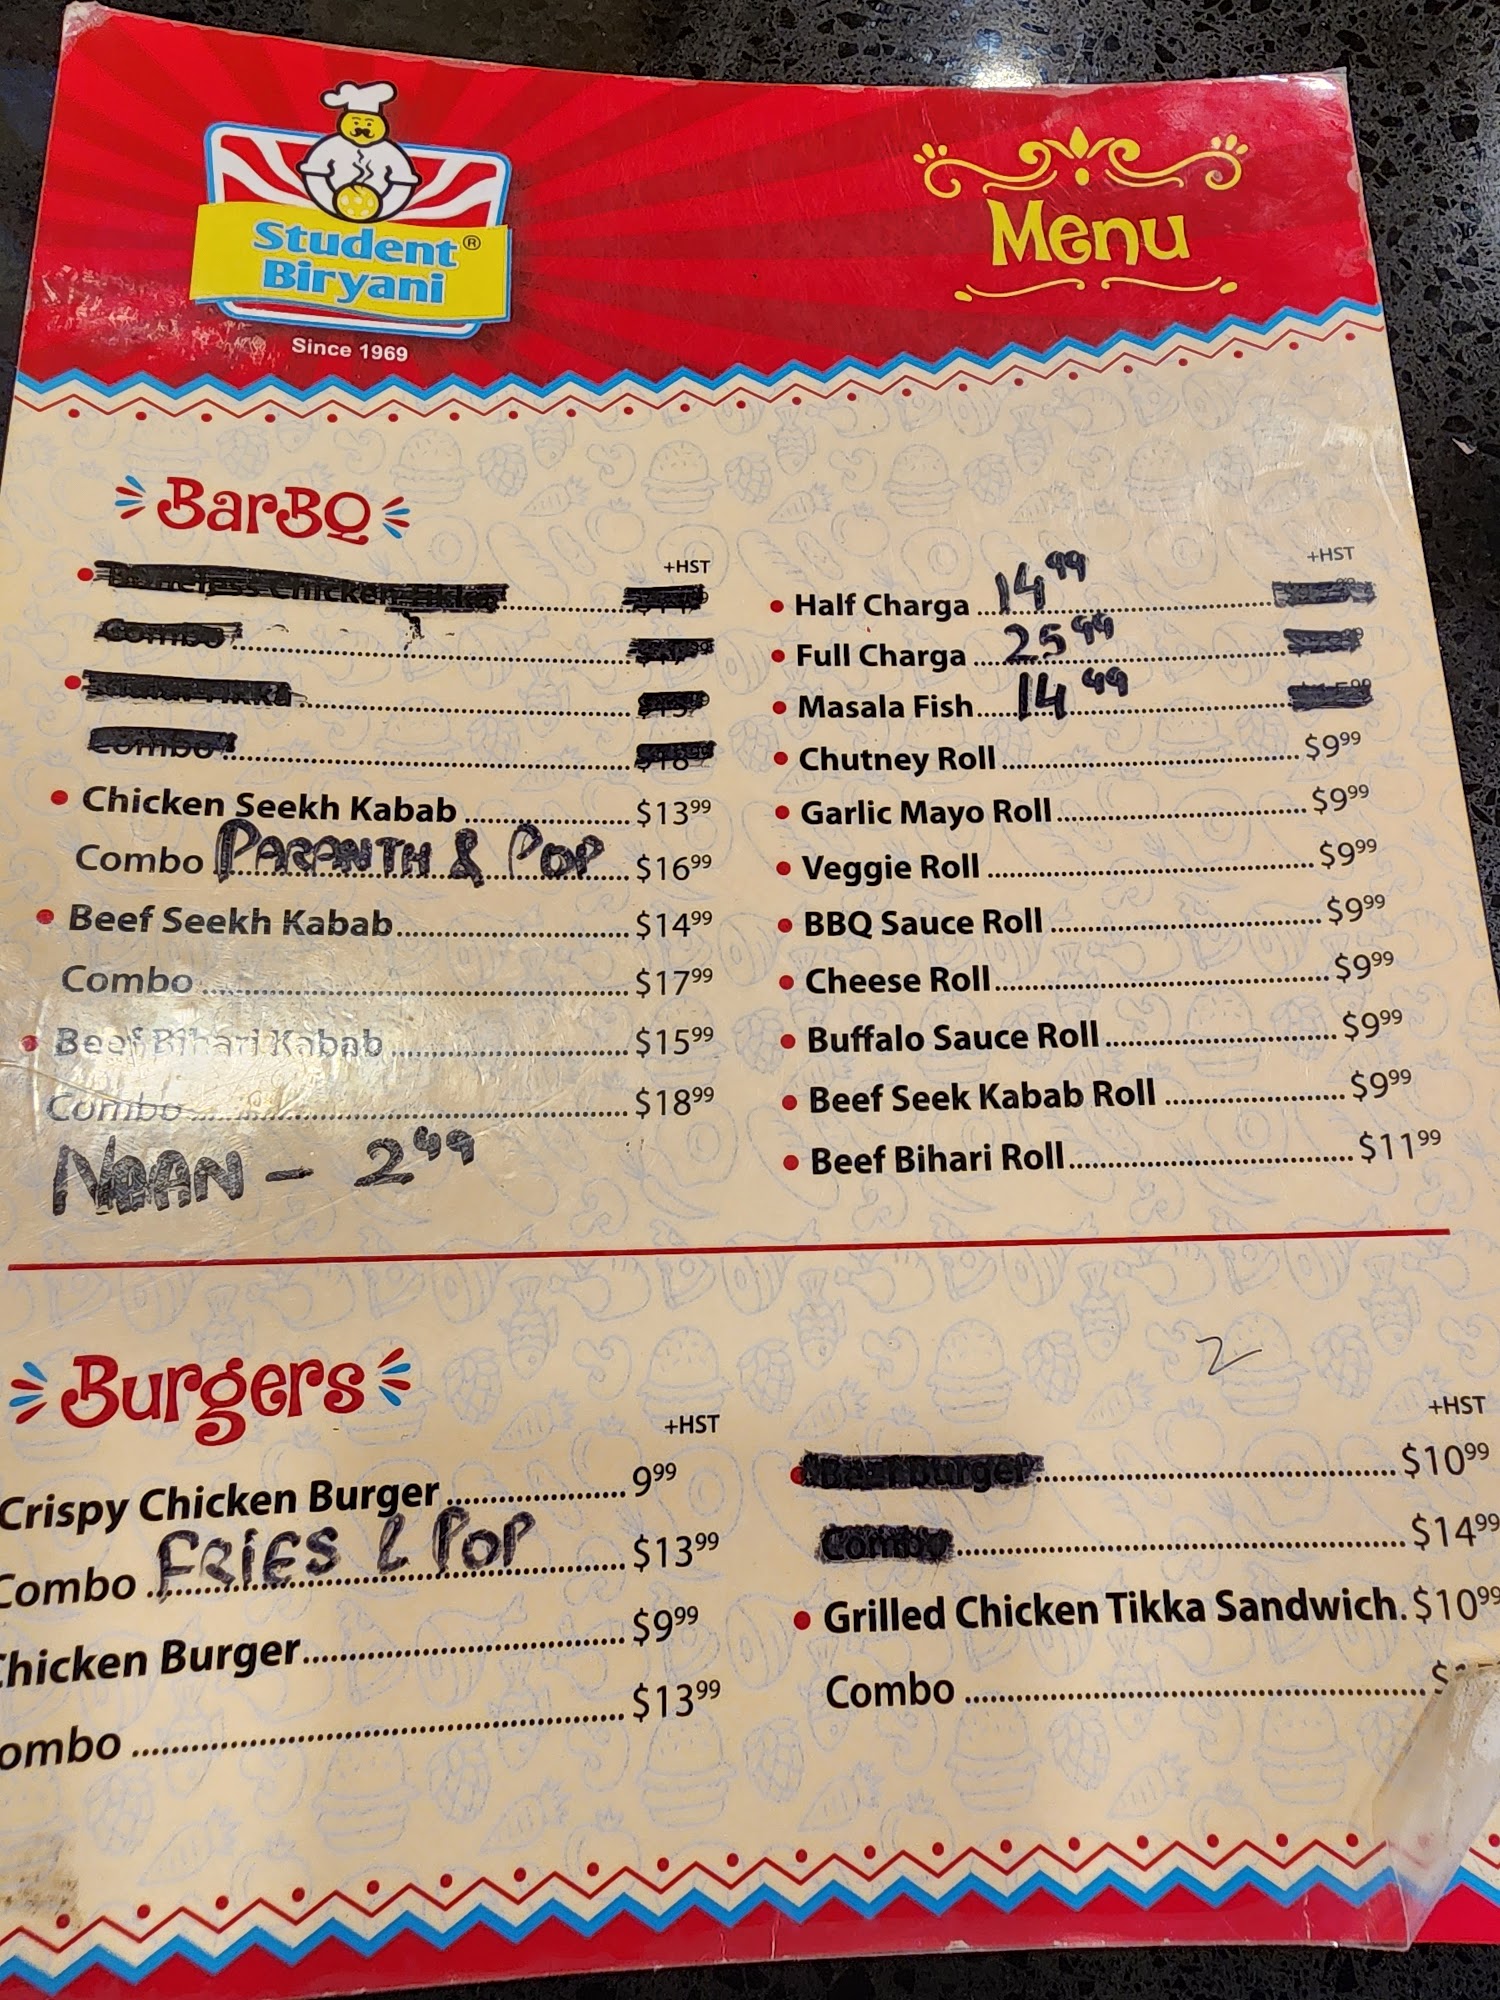 Student®
Biryani
Since 1969
Menu
BarBQ
+HST
Combo
Chicken Seekh Kabab ........ $13.99
Combo PARANTH & POP $16.99
Beef Seekh Kabab ........ $14.99
Combo ........ $17.99
Beef Bihari Kabab ........ $15.99
Combo ........ $18.99
NAAN - 2.99
+HST
Half Charga ... 14.99
Full Charga ... 25.99
Masala Fish ... 14.99
Chutney Roll ........ $9.99
Garlic Mayo Roll ........ $9.99
Veggie Roll ........ $9.99
BBQ Sauce Roll ........ $9.99
Cheese Roll ........ $9.99
Buffalo Sauce Roll ........ $9.99
Beef Seek Kabab Roll ........ $9.99
Beef Bihari Roll ........ $11.99
Burgers
+HST
Crispy Chicken Burger ........ 9.99
Combo FRIES & POP $13.99
Chicken Burger ........ $9.99
ombo ........ $13.99
2
+HST
Beef burger ........ $10.99
Combo ........ $14.99
Grilled Chicken Tikka Sandwich. $10.99
Combo ........